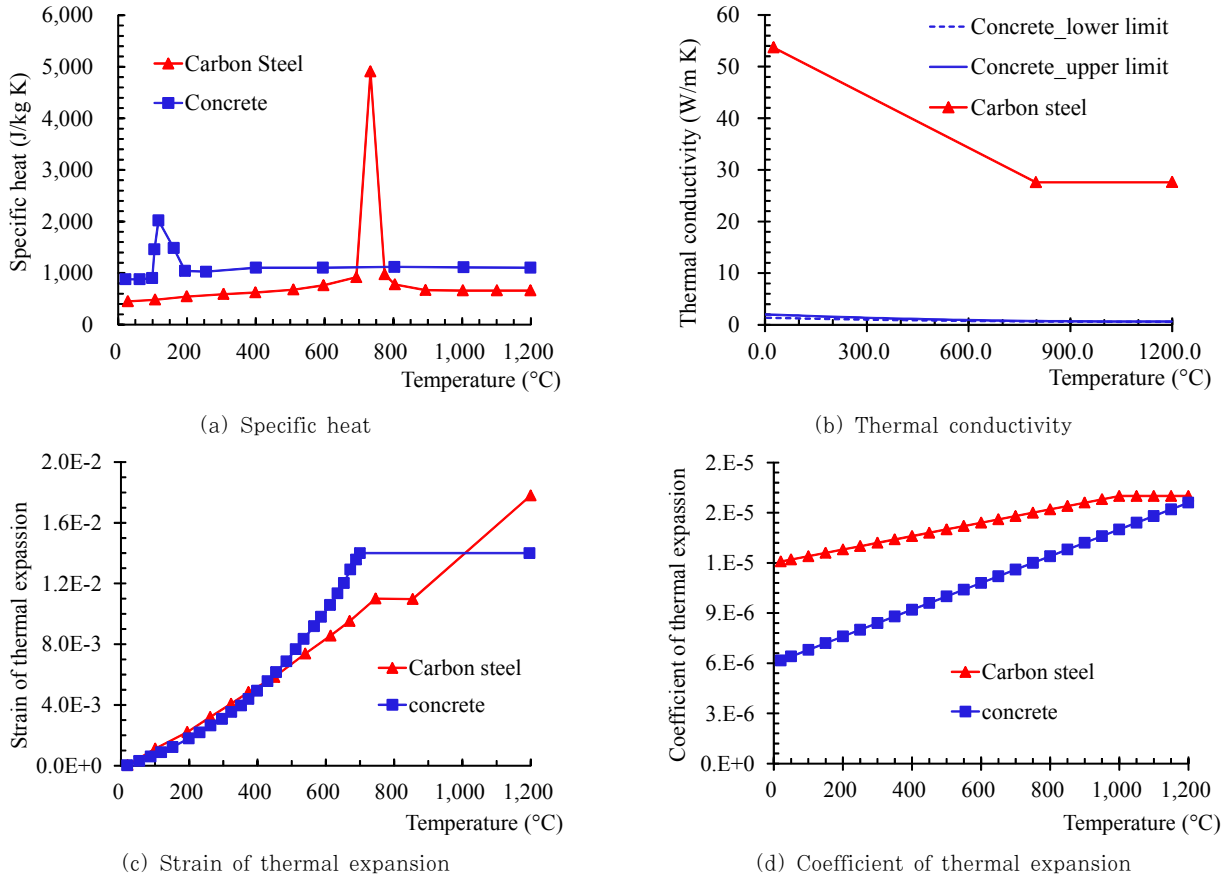 6,000
5,000
4,000
3,000
2,000
1,000
0
Specific heat (J/kg K)
Carbon Steel
Concrete
0 200 400 600 800 1,000 1,200
Temperature (°C)
(a) Specific heat
60
50
40
30
20
10
0
Thermal conductivity (W/m K)
Concrete_lower limit
Concrete_upper limit
Carbon steel
0.0 300.0 600.0 900.0 1200.0
Temperature (°C)
(b) Thermal conductivity
2.0E-2
1.6E-2
1.2E-2
8.0E-3
4.0E-3
0.0E+0
Strain of thermal expassion
Carbon steel
concrete
0 200 400 600 800 1,000 1,200
Temperature (°C)
(c) Strain of thermal expansion
2.E-5
2.E-5
1.E-5
9.E-6
6.E-6
3.E-6
0.E+0
Coefficient of thermal expassion
Carbon steel
concrete
0 200 400 600 800 1,000 1,200
Temperature (°C)
(d) Coefficient of thermal expansion